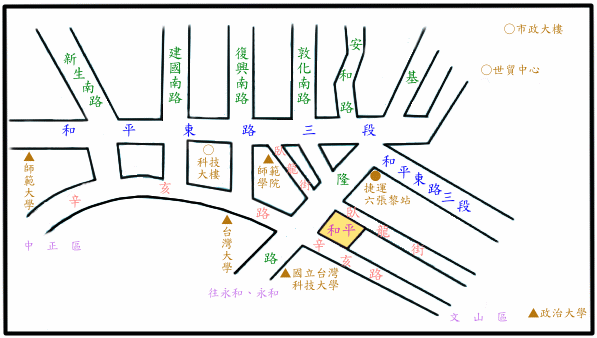 ○市政大樓
○世貿中心
新生南路
建國南路
復興南路
敦化南路
安和路
基
隆
路
和平東路三段
和平東路三段
○科技大樓
▲師範學院
臥龍街
▲師範大學
辛亥路
捷運六張犁站
臥龍街
和平
辛亥路
▲台灣大學
▲國立台灣科技大學
中正區
往永和、永和
文山區
▲政治大學